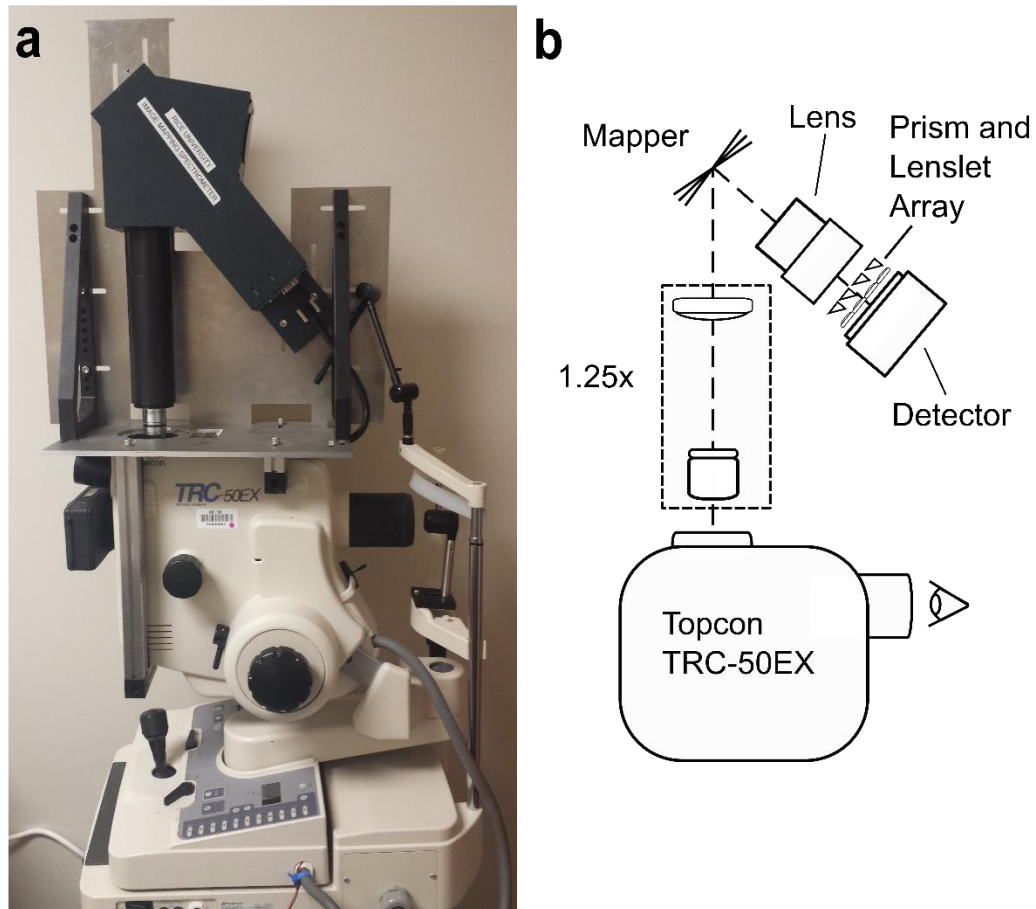 a
RICE UNIVERSITY
IMAGE MAPPING SPECTROMETER
TRC-50EX
b
Mapper
Lens
Prism and
Lenslet
Array
1.25x
Detector
Topcon
TRC-50EX